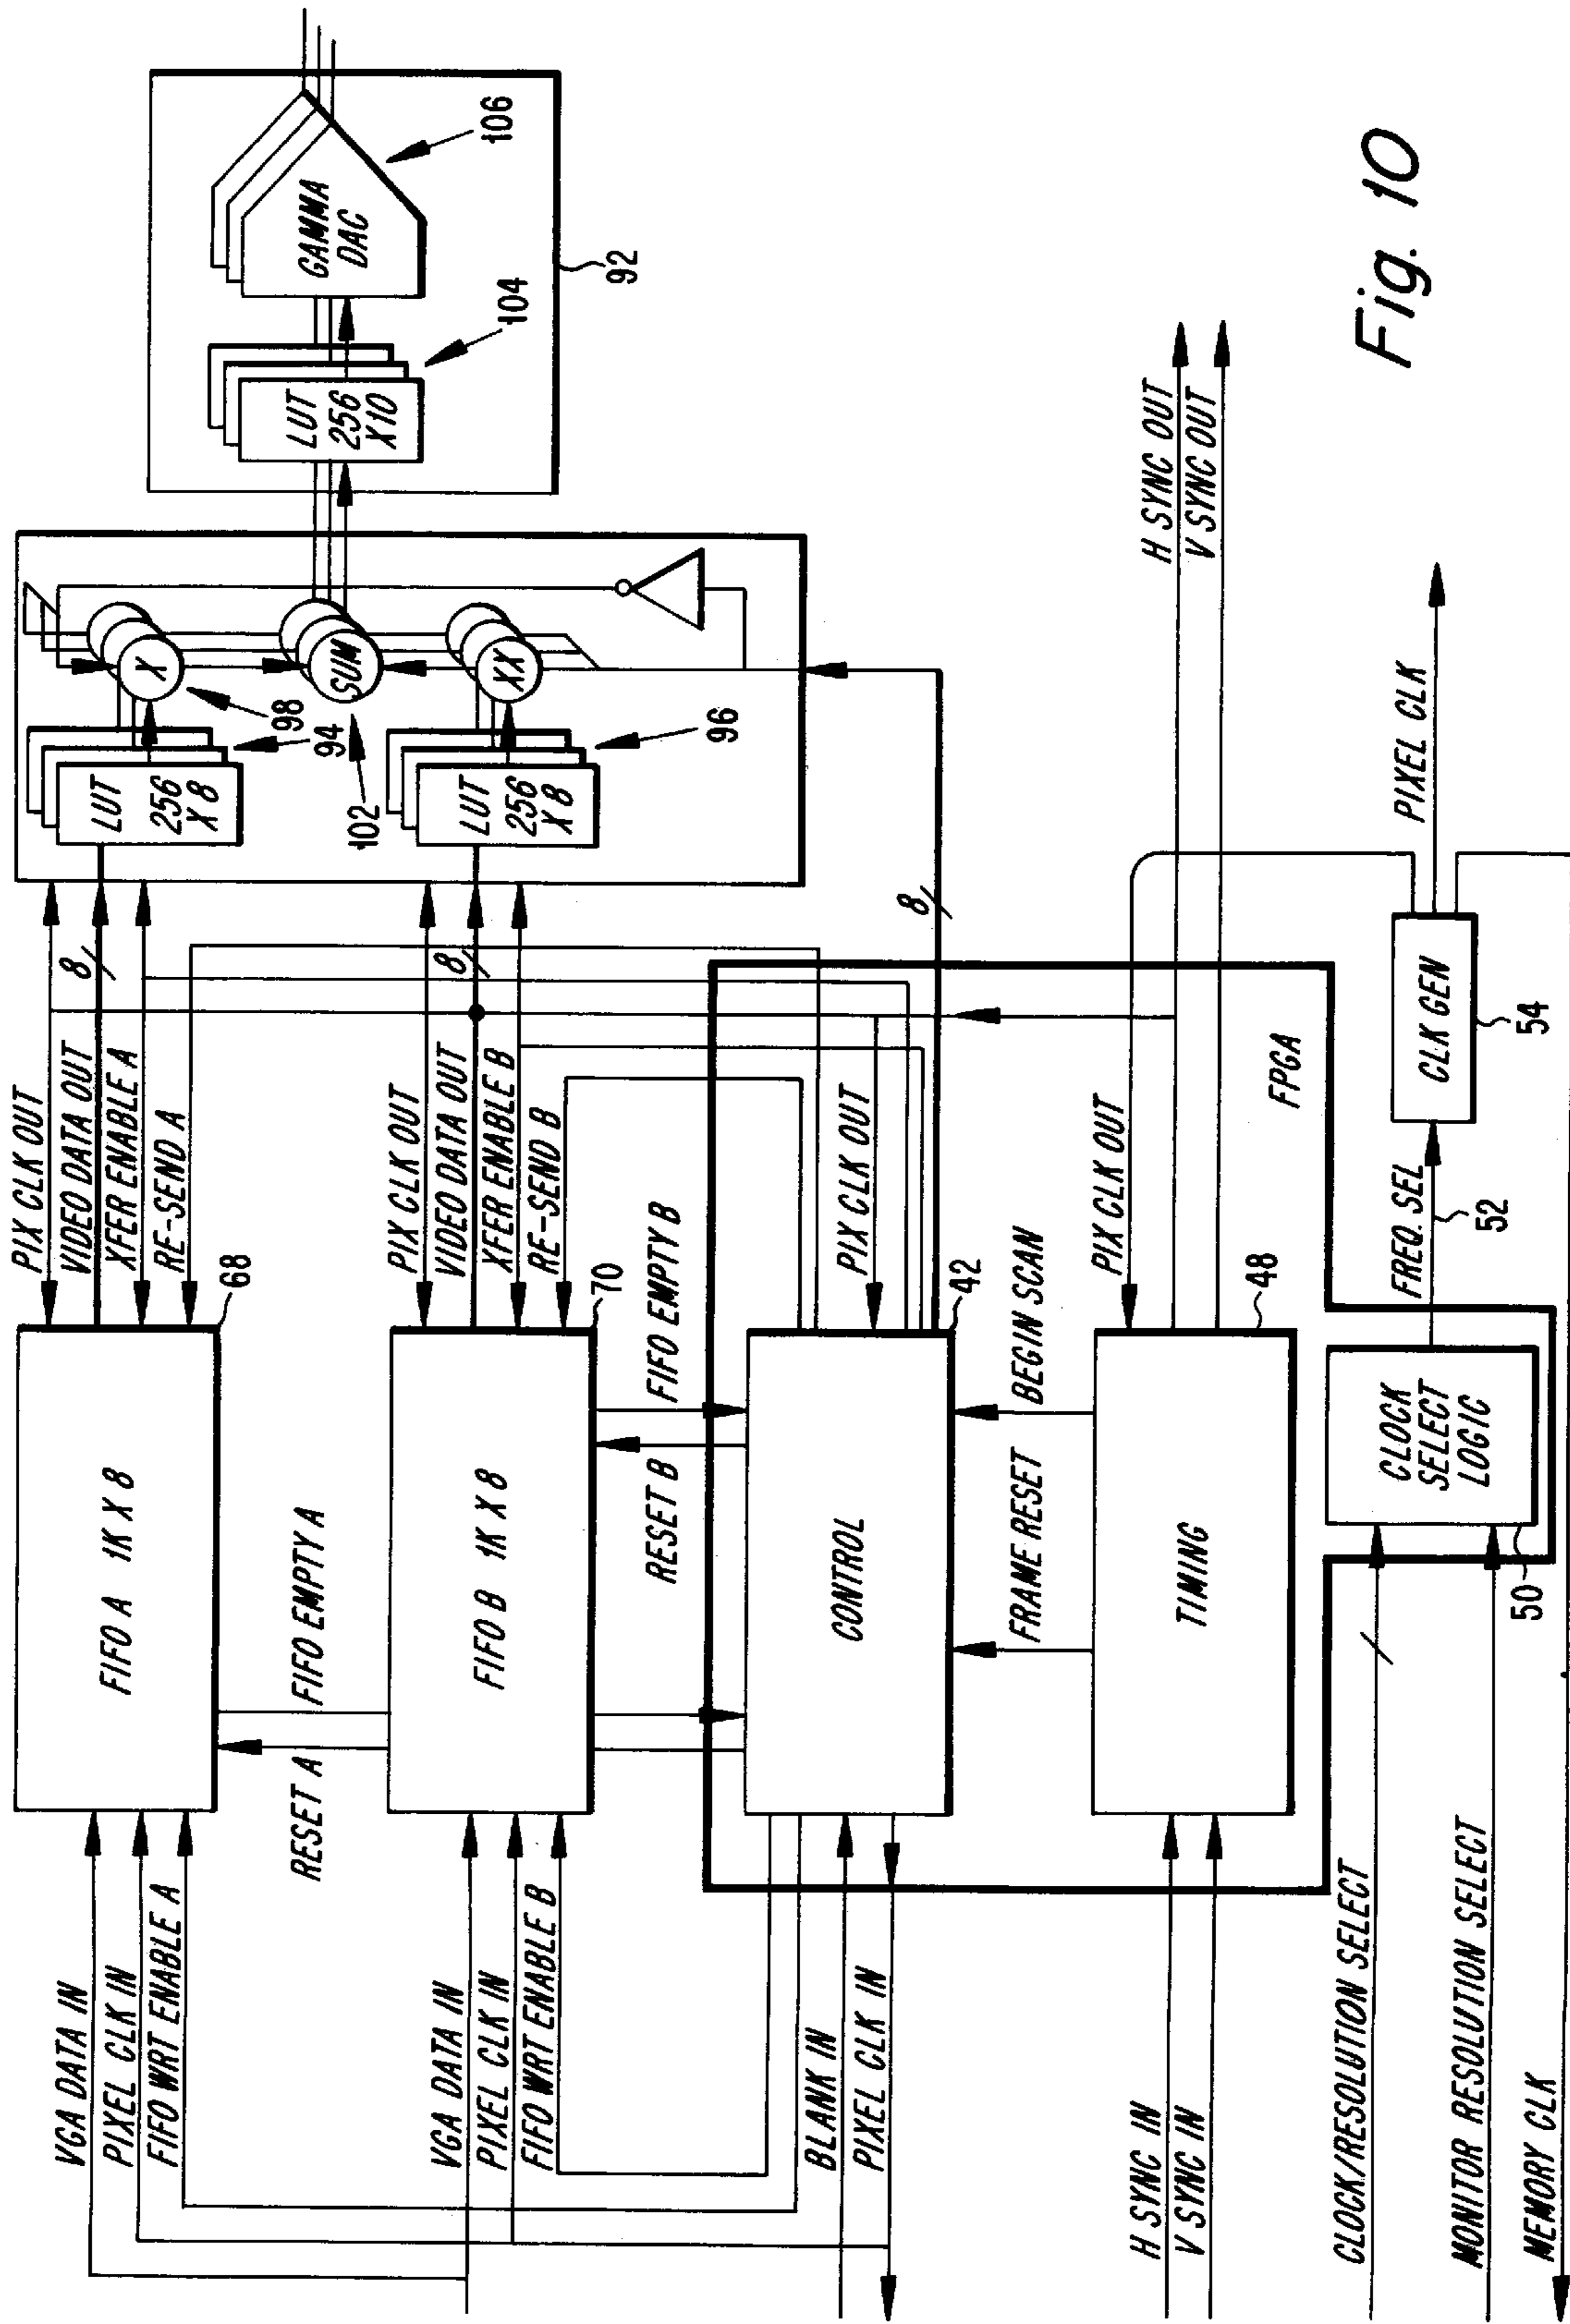 VGA DATA IN
PIXEL CLK IN
FIFO WRT ENABLE A
FIFO A 1K X 8
68
PIX CLK OUT
VIDEO DATA OUT
XFER ENABLE A
RE-SEND A
8
LUT
256
X 8
94
98
X
RESET A
FIFO EMPTY A
102
SUM
LUT
256
X 10
104
GAMMA
DAC
106
92
VGA DATA IN
PIXEL CLK IN
FIFO WRT ENABLE B
FIFO B 1K X 8
70
PIX CLK OUT
VIDEO DATA OUT
XFER ENABLE B
RE-SEND B
8
LUT
256
X 8
96
XX
RESET B
FIFO EMPTY B
BLANK IN
PIXEL CLK IN
CONTROL
42
PIX CLK OUT
8
FRAME RESET
BEGIN SCAN
H SYNC IN
V SYNC IN
TIMING
48
PIX CLK OUT
H SYNC OUT
V SYNC OUT
FPGA
CLOCK/RESOLUTION SELECT
MONITOR RESOLUTION SELECT
50
CLOCK
SELECT
LOGIC
FREQ. SEL
52
CLK GEN
54
PIXEL CLK
MEMORY CLK
Fig. 10